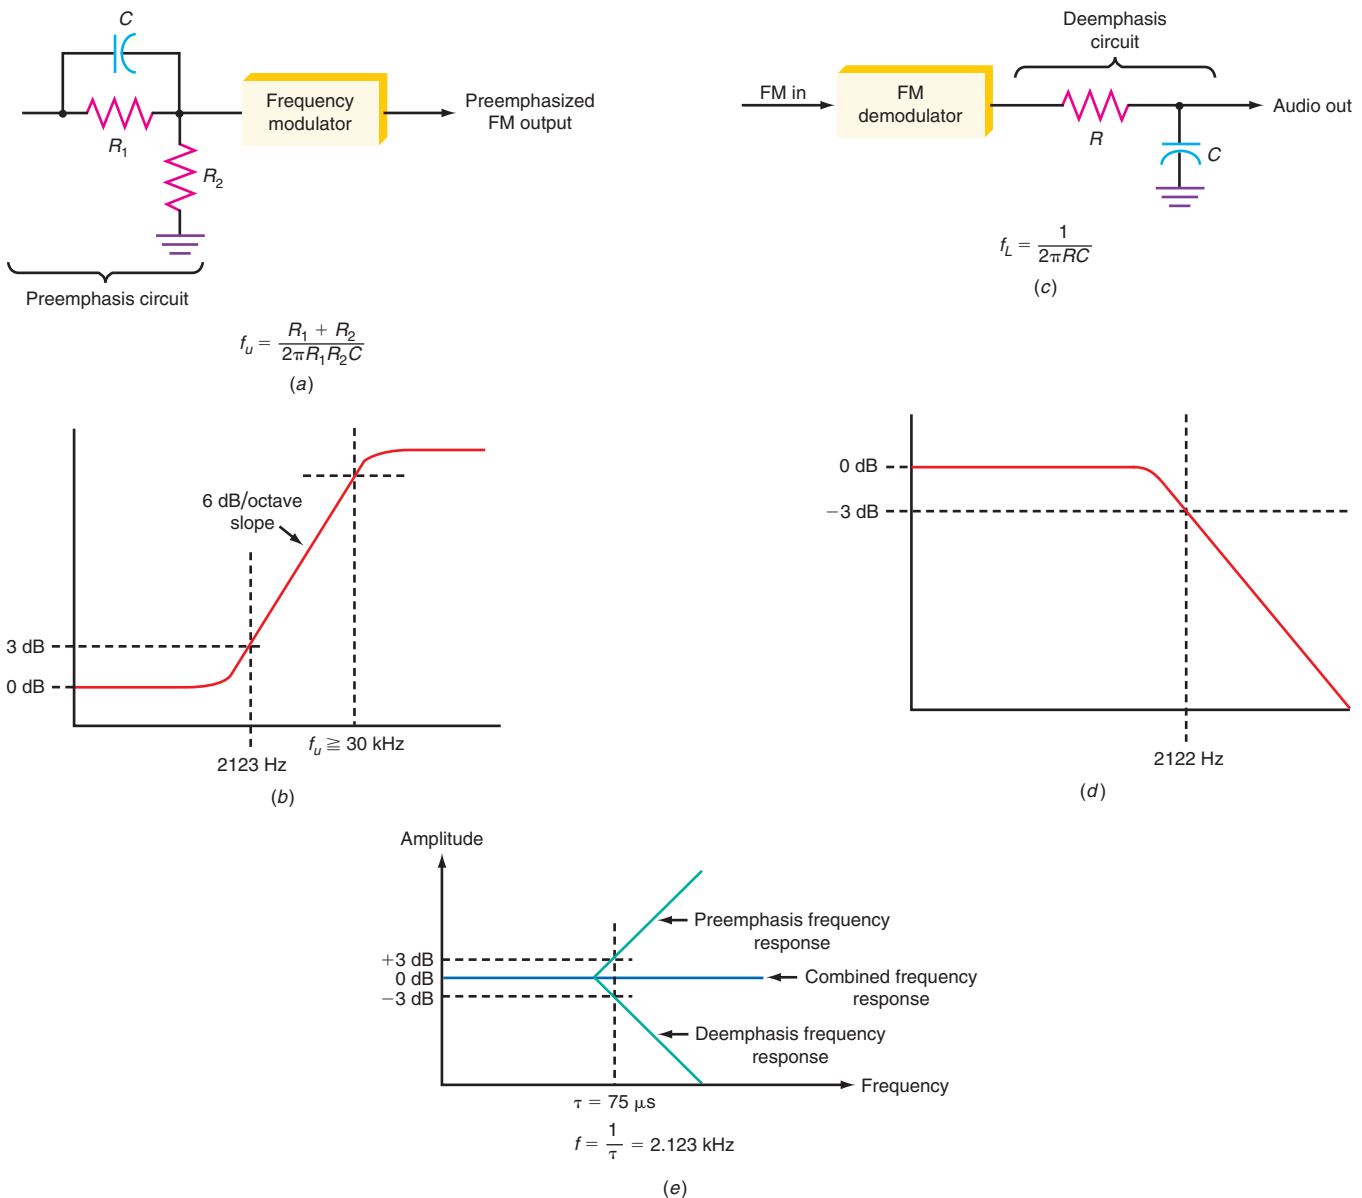 C
R₁
R₂
Frequency
modulator
Preemphasized
FM output
Preemphasis circuit
fᵤ = (R₁ + R₂) / (2πR₁R₂C)
(a)
Deemphasis
circuit
FM in
FM
demodulator
R
C
Audio out
f_L = 1 / (2πRC)
(c)
6 dB/octave
slope
3 dB
0 dB
fᵤ ≧ 30 kHz
2123 Hz
(b)
0 dB
−3 dB
2122 Hz
(d)
Amplitude
Preemphasis frequency
response
+3 dB
0 dB
−3 dB
Combined frequency
response
Deemphasis frequency
response
Frequency
τ = 75 μs
f = 1/τ = 2.123 kHz
(e)